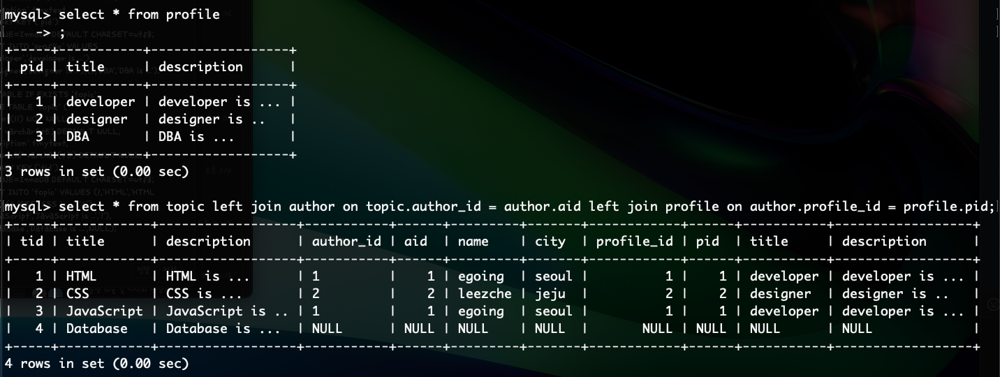 mysql> select * from profile
    -> ;
+-----+-----------+------------------+
| pid | title     | description      |
+-----+-----------+------------------+
|   1 | developer | developer is ... |
|   2 | designer  | designer is ..   |
|   3 | DBA       | DBA is ...       |
+-----+-----------+------------------+
3 rows in set (0.00 sec)
mysql> select * from topic left join author on topic.author_id = author.aid left join profile on author.profile_id = profile.pid;
+-----+------------+------------------+-----------+------+---------+-------+------------+------+-----------+------------------+
| tid | title      | description      | author_id | aid  | name    | city  | profile_id | pid  | title     | description      |
+-----+------------+------------------+-----------+------+---------+-------+------------+------+-----------+------------------+
|   1 | HTML       | HTML is ...      | 1         |    1 | egoing  | seoul |          1 |    1 | developer | developer is ... |
|   2 | CSS        | CSS is ...       | 2         |    2 | leezche | jeju  |          2 |    2 | designer  | designer is ..   |
|   3 | JavaScript | JavaScript is .. | 1         |    1 | egoing  | seoul |          1 |    1 | developer | developer is ... |
|   4 | Database   | Database is ...  | NULL      | NULL | NULL    | NULL  |       NULL | NULL | NULL      | NULL             |
+-----+------------+------------------+-----------+------+---------+-------+------------+------+-----------+------------------+
4 rows in set (0.00 sec)